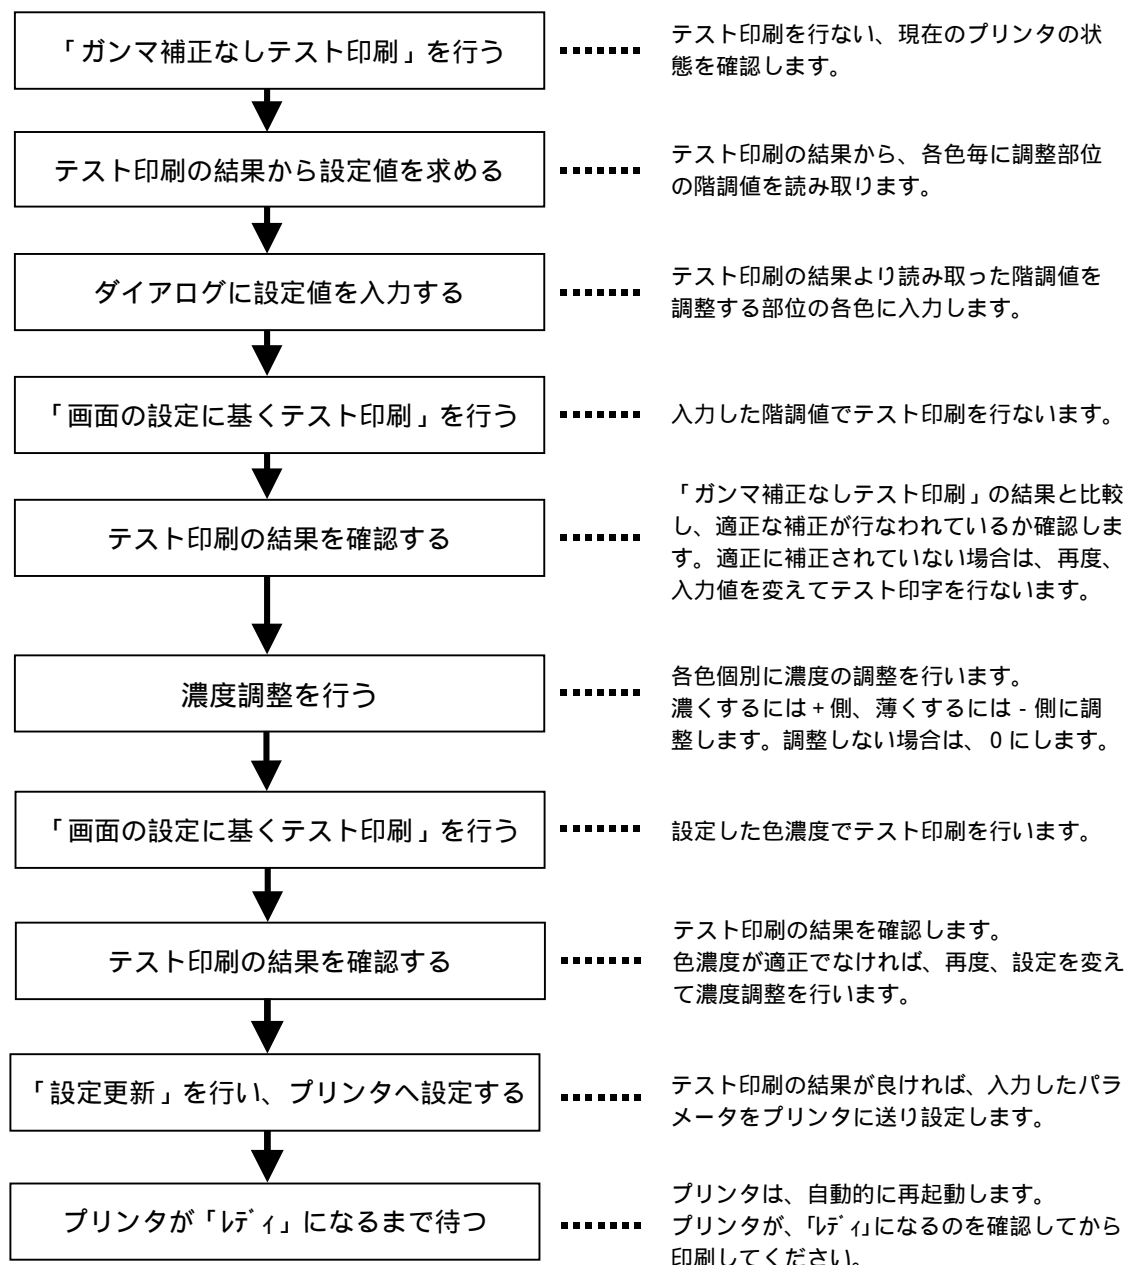 「ガンマ補正なしテスト印刷」を行う
テスト印刷を行ない、現在のプリンタの状
態を確認します。
テスト印刷の結果から設定値を求める
テスト印刷の結果から、各色毎に調整部位
の階調値を読み取ります。
ダイアログに設定値を入力する
テスト印刷の結果より読み取った階調値を
調整する部位の各色に入力します。
「画面の設定に基くテスト印刷」を行う
入力した階調値でテスト印刷を行ないます。
テスト印刷の結果を確認する
「ガンマ補正なしテスト印刷」の結果と比較
し、適正な補正が行なわれているか確認しま
す。適正に補正されていない場合は、再度、
入力値を変えてテスト印字を行ないます。
濃度調整を行う
各色個別に濃度の調整を行います。
濃くするには+側、薄くするには-側に調
整します。調整しない場合は、0にします。
「画面の設定に基くテスト印刷」を行う
設定した色濃度でテスト印刷を行います。
テスト印刷の結果を確認する
テスト印刷の結果を確認します。
色濃度が適正でなければ、再度、設定を変え
て濃度調整を行います。
「設定更新」を行い、プリンタへ設定する
テスト印刷の結果が良ければ、入力したパラ
メータをプリンタに送り設定します。
プリンタが「ﾚﾃﾞｨ」になるまで待つ
プリンタは、自動的に再起動します。
プリンタが、「ﾚﾃﾞｨ」になるのを確認してから
印刷してください。